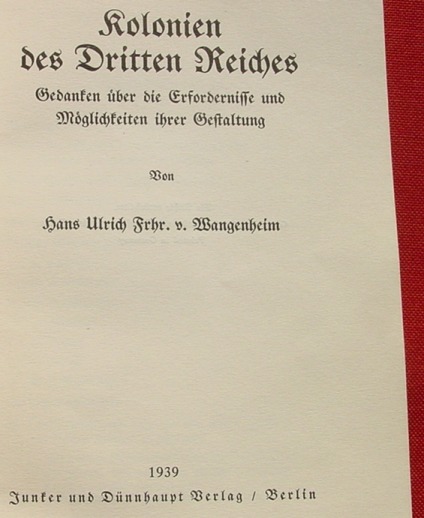 Kolonien
des Dritten Reiches
Gedanken über die Erfordernisse und
Möglichkeiten ihrer Gestaltung
Von
Hans Ulrich Frhr. v. Wangenheim
1939
Junker und Dünnhaupt Verlag / Berlin